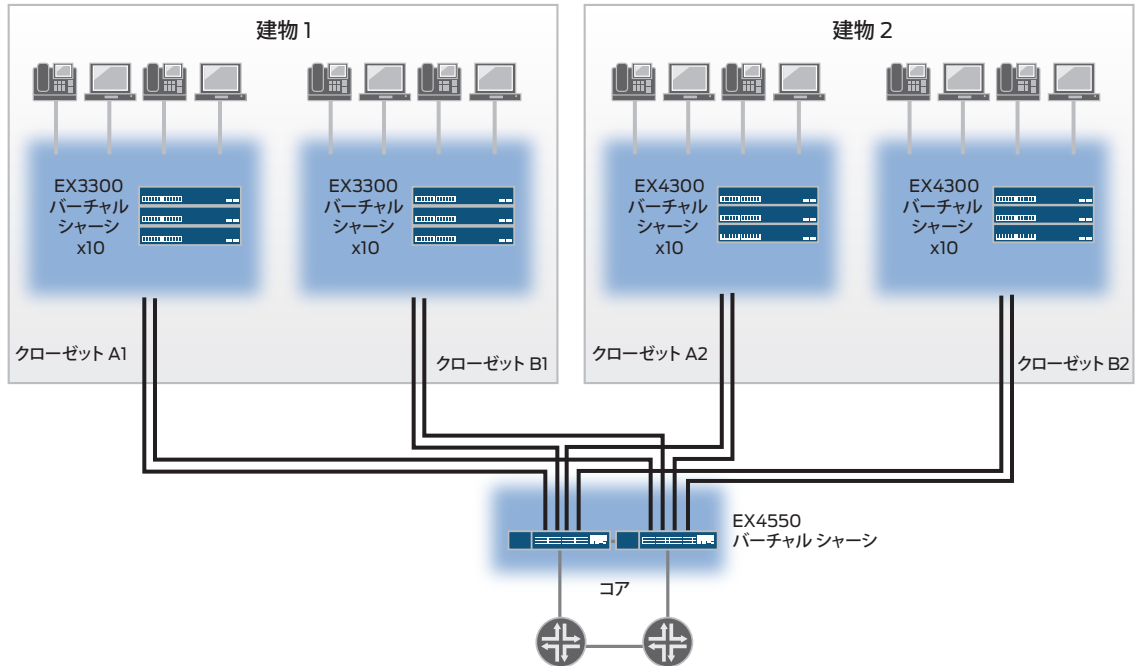 建物 1
建物 2
EX3300
バーチャル
シャーシ
x10
EX3300
バーチャル
シャーシ
x10
EX4300
バーチャル
シャーシ
x10
EX4300
バーチャル
シャーシ
x10
クローゼット A1
クローゼット B1
クローゼット A2
クローゼット B2
EX4550
バーチャル シャーシ
コア